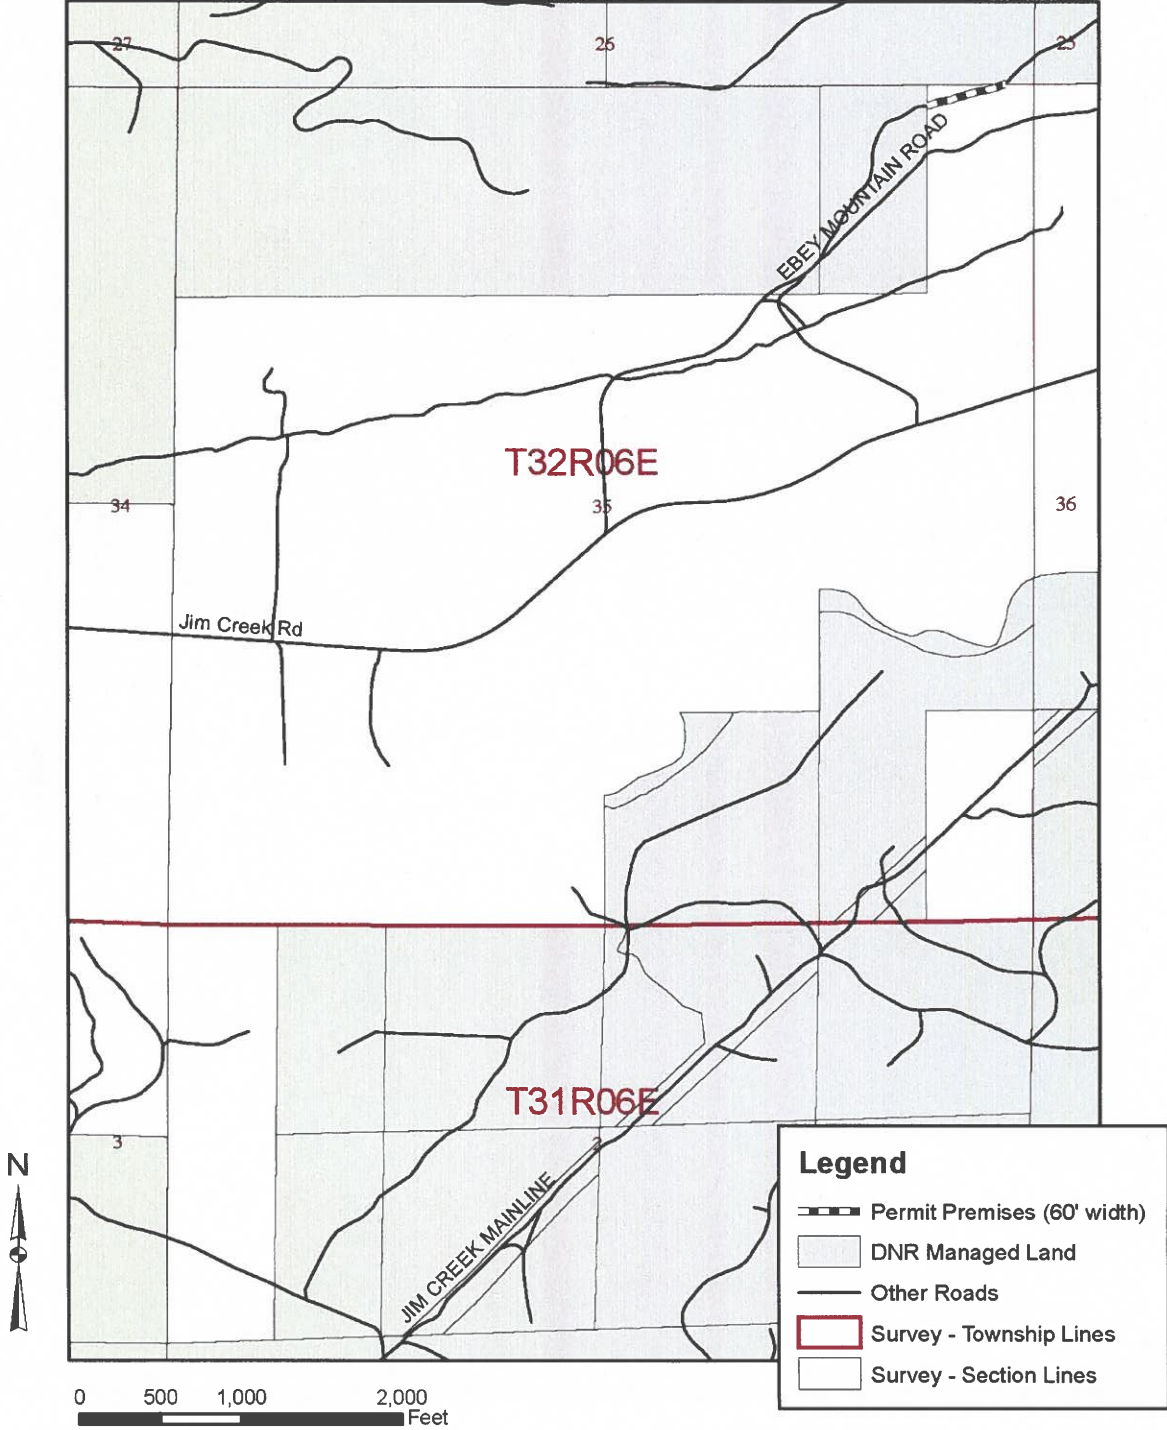 27
26
25
EBEY MOUNTAIN ROAD
T32R06E
34
35
36
Jim Creek Rd
T31R06E
3
2
JIM CREEK MAINLINE
N
Legend
Permit Premises (60' width)
DNR Managed Land
Other Roads
Survey - Township Lines
Survey - Section Lines
0 500 1,000 2,000
Feet